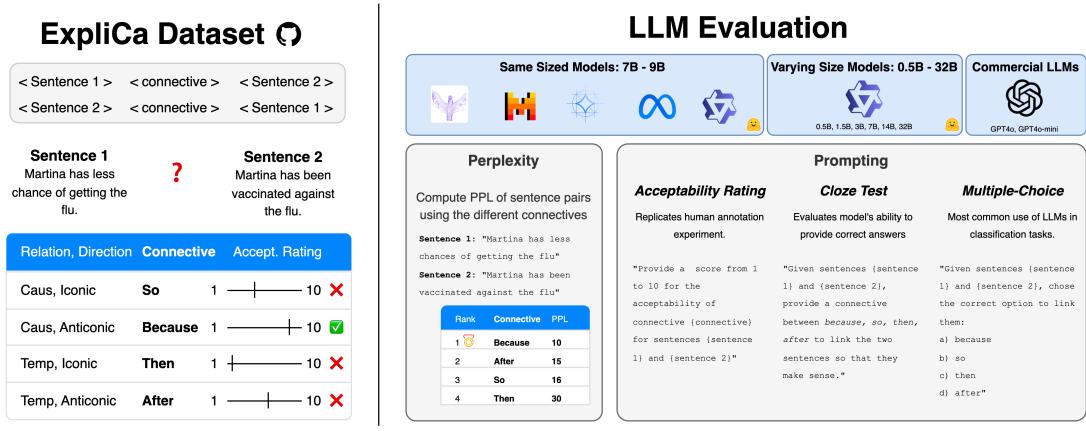 ExpliCa Dataset
< Sentence 1 > < connective > < Sentence 2 >
< Sentence 2 > < connective > < Sentence 1 >
Sentence 1
Martina has less
chance of getting the
flu.
?
Sentence 2
Martina has been
vaccinated against
the flu.
Relation, Direction Connective Accept. Rating
Caus, Iconic So 1 10
Caus, Anticonic Because 1 10
Temp, Iconic Then 1 10
Temp, Anticonic After 1 10
LLM Evaluation
Same Sized Models: 7B - 9B
Varying Size Models: 0.5B - 32B
0.5B, 1.5B, 3B, 7B, 14B, 32B
Commercial LLMs
GPT4o, GPT4o-mini
Perplexity
Compute PPL of sentence pairs
using the different connectives
Sentence 1: "Martina has less
chances of getting the flu"
Sentence 2: "Martina has been
vaccinated against the flu"
Rank Connective PPL
1 Because 10
2 After 15
3 So 16
4 Then 30
Prompting
Acceptability Rating
Replicates human annotation
experiment.
"Provide a score from 1
to 10 for the
acceptability of
connective {connective}
for sentences {sentence
1} and {sentence 2}"
Cloze Test
Evaluates model's ability to
provide correct answers
"Given sentences {sentence
1} and {sentence 2},
provide a connective
between because, so, then,
after to link the two
sentences so that they
make sense."
Multiple-Choice
Most common use of LLMs in
classification tasks.
"Given sentences {sentence
1} and {sentence 2}, chose
the correct option to link
them:
a) because
b) so
c) then
d) after"